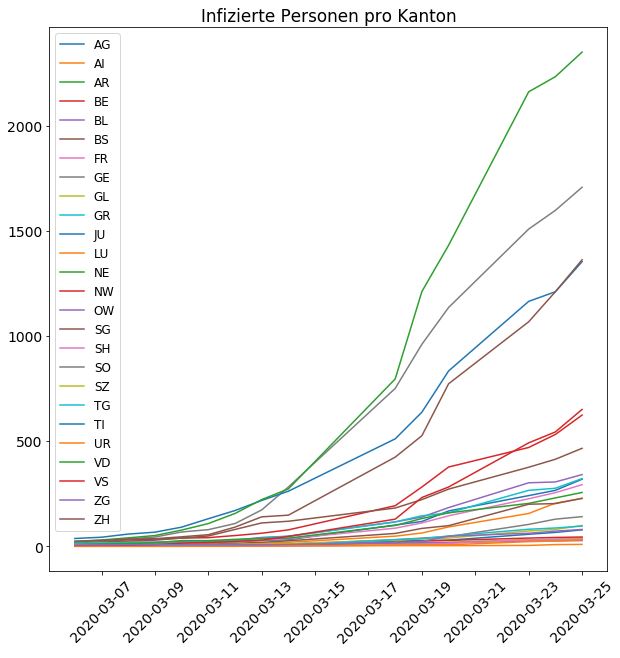 Infizierte Personen pro Kanton
AG
AI
AR
BE
BL
BS
FR
GE
GL
GR
JU
LU
NE
NW
OW
SG
SH
SO
SZ
TG
TI
UR
VD
VS
ZG
ZH
2000
1500
1000
500
0
2020-03-07
2020-03-09
2020-03-11
2020-03-13
2020-03-15
2020-03-17
2020-03-19
2020-03-21
2020-03-23
2020-03-25